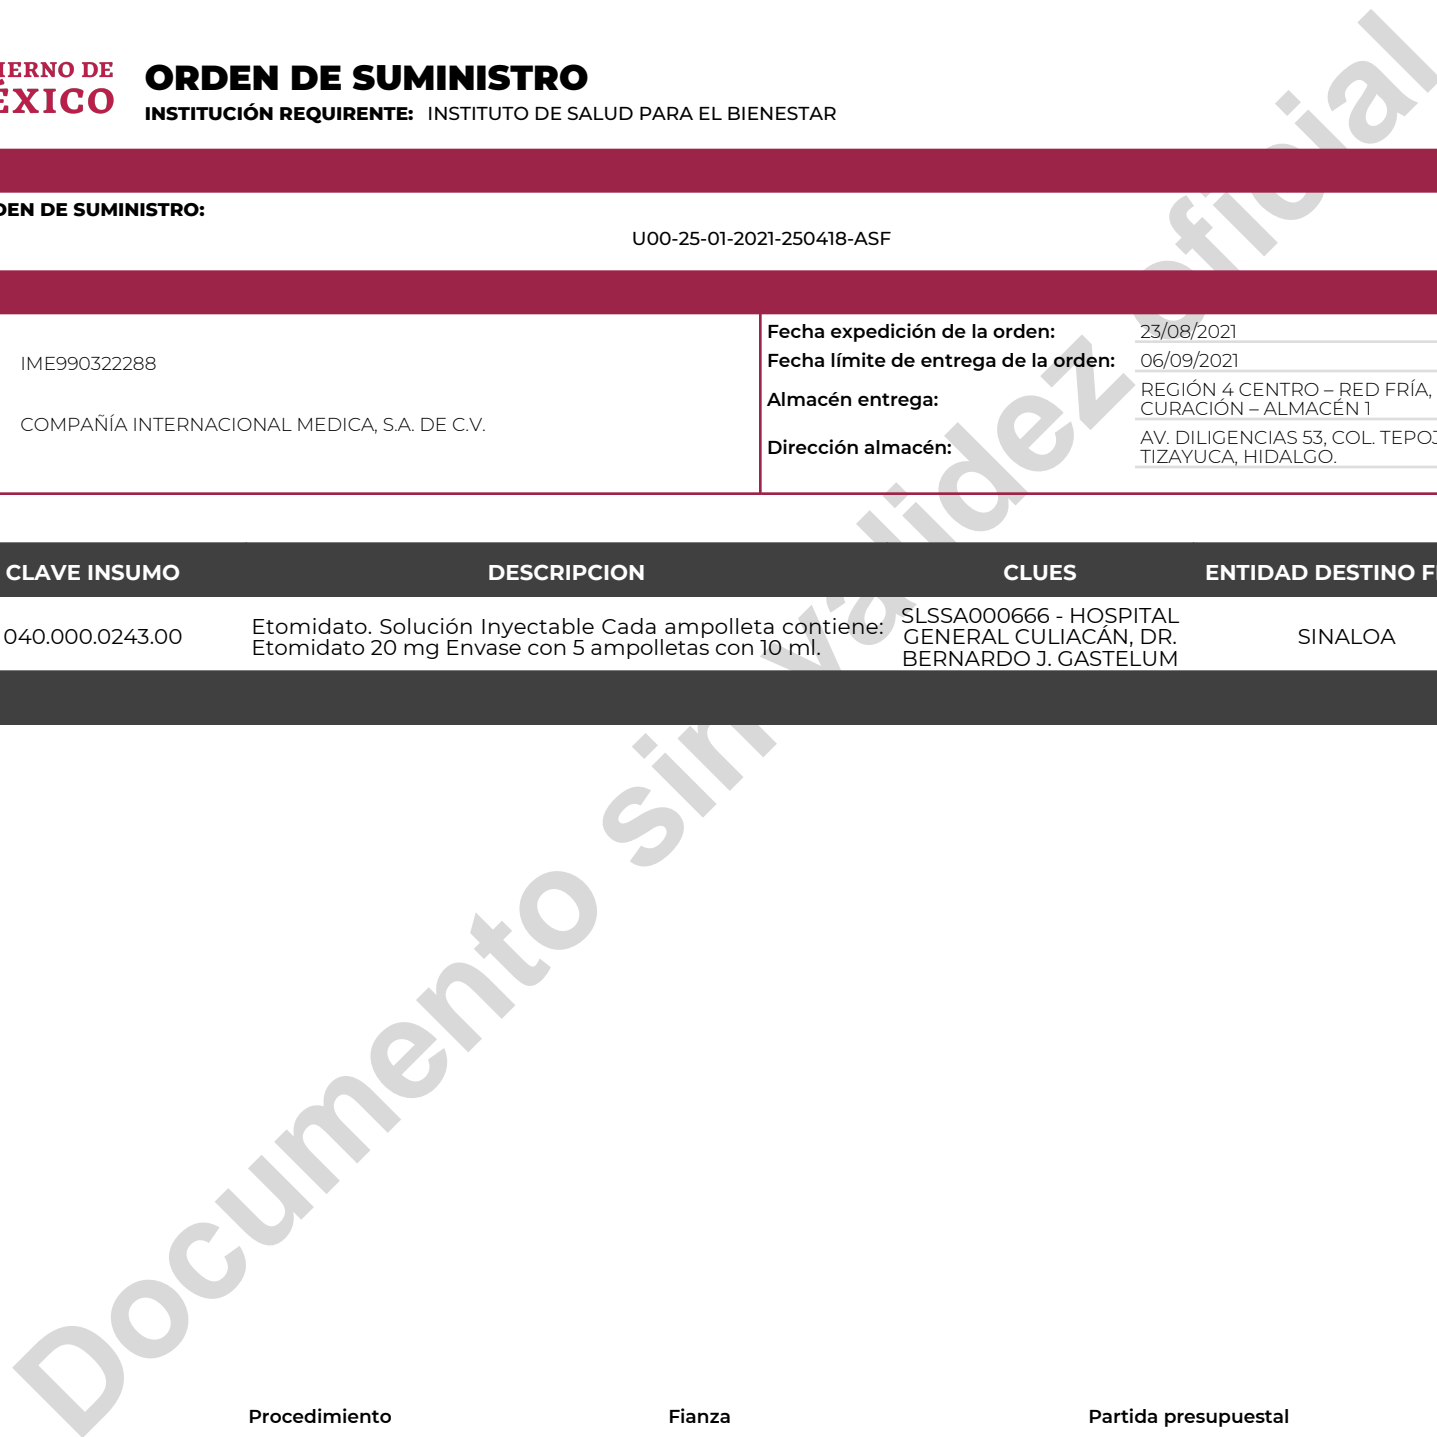 IERNO DE
ÉXICO
ORDEN DE SUMINISTRO
INSTITUCIÓN REQUIRENTE: INSTITUTO DE SALUD PARA EL BIENESTAR
DEN DE SUMINISTRO:
U00-25-01-2021-250418-ASF
IME990322288
COMPAÑÍA INTERNACIONAL MEDICA, S.A. DE C.V.
Fecha expedición de la orden: 23/08/2021
Fecha límite de entrega de la orden: 06/09/2021
Almacén entrega: REGIÓN 4 CENTRO – RED FRÍA,
CURACIÓN – ALMACÉN 1
Dirección almacén: AV. DILIGENCIAS 53, COL. TEPOJ
TIZAYUCA, HIDALGO.
CLAVE INSUMO DESCRIPCION CLUES ENTIDAD DESTINO FI
040.000.0243.00
Etomidato. Solución Inyectable Cada ampolleta contiene:
Etomidato 20 mg Envase con 5 ampolletas con 10 ml.
SLSSA000666 - HOSPITAL
GENERAL CULIACÁN, DR.
BERNARDO J. GASTELUM
SINALOA
Documento sin validez oficial
Procedimiento Fianza Partida presupuestal